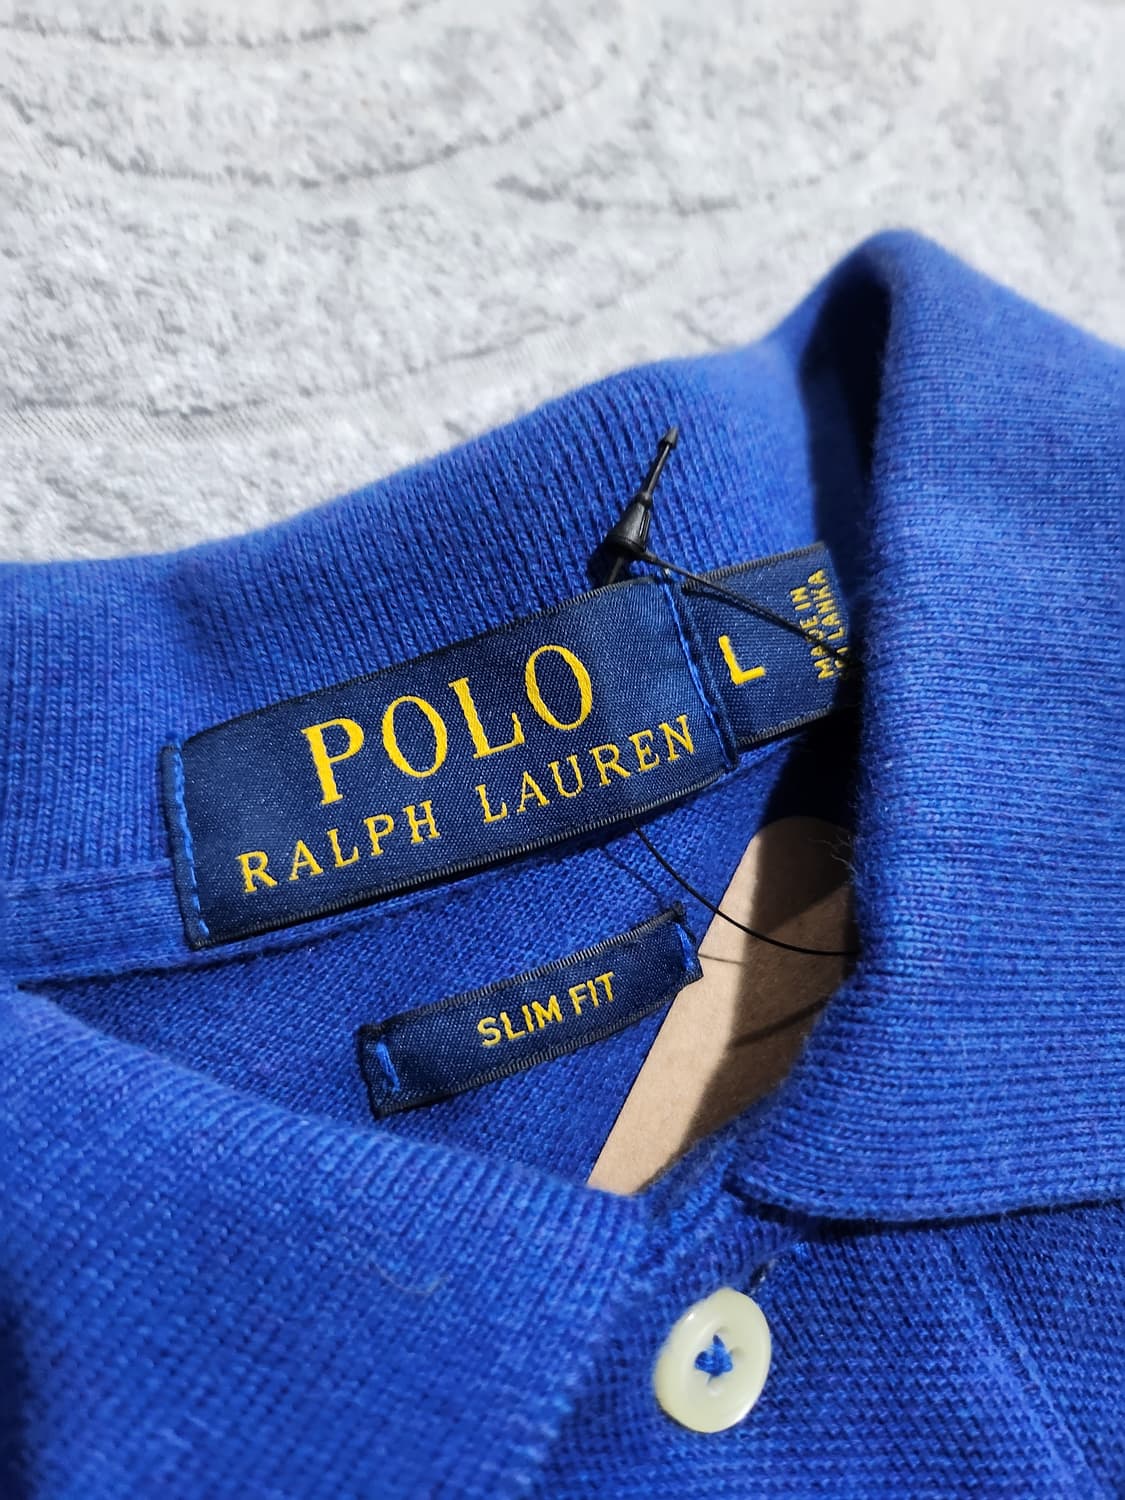 POLO
RALPH LAUREN
L
MADE IN
LANKA
SLIM FIT